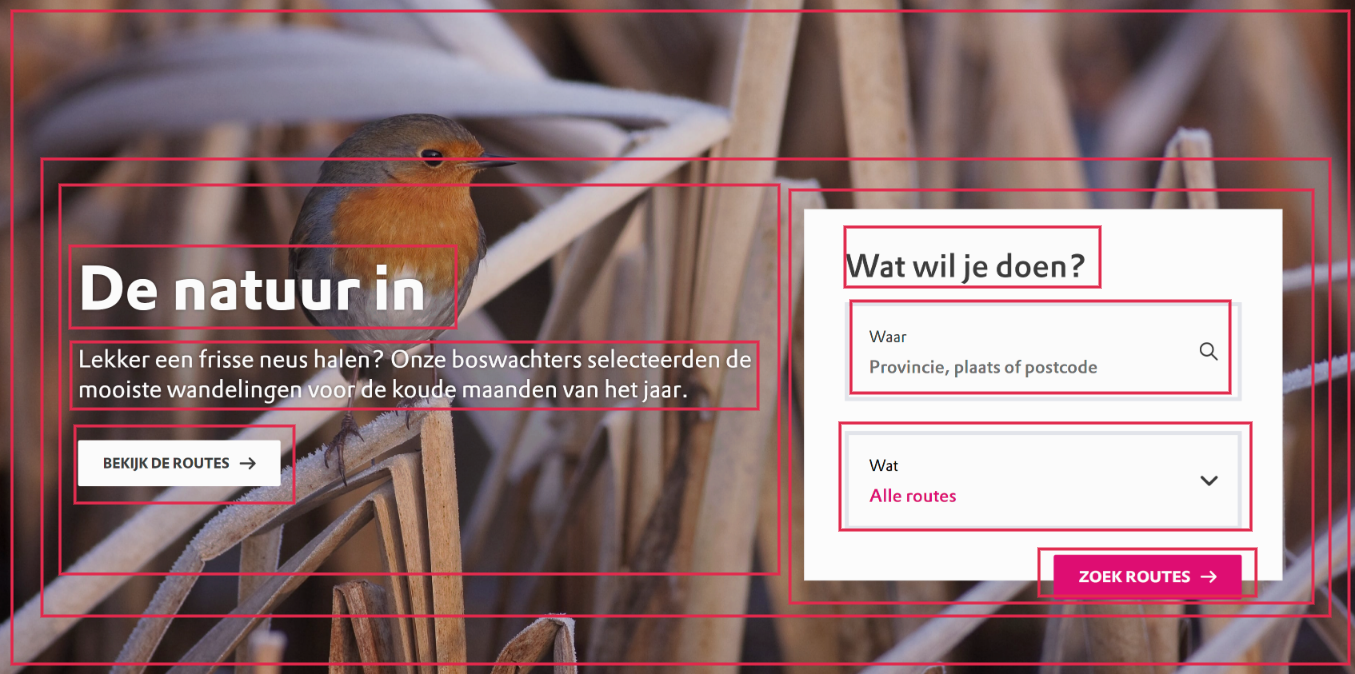 De natuur in
Lekker een frisse neus halen? Onze boswachters selecteerden de
mooiste wandelingen voor de koude maanden van het jaar.
BEKIJK DE ROUTES
Wat wil je doen?
Waar
Provincie, plaats of postcode
Wat
Alle routes
ZOEK ROUTES